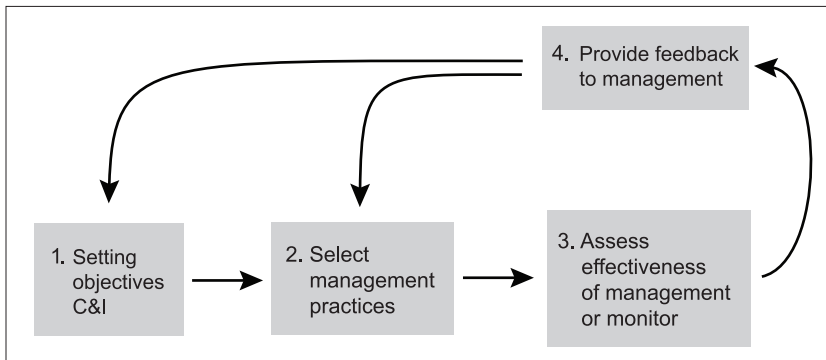 4. Provide feedback
to management
1. Setting
objectives
C&I
2. Select
management
practices
3. Assess
effectiveness
of management
or monitor